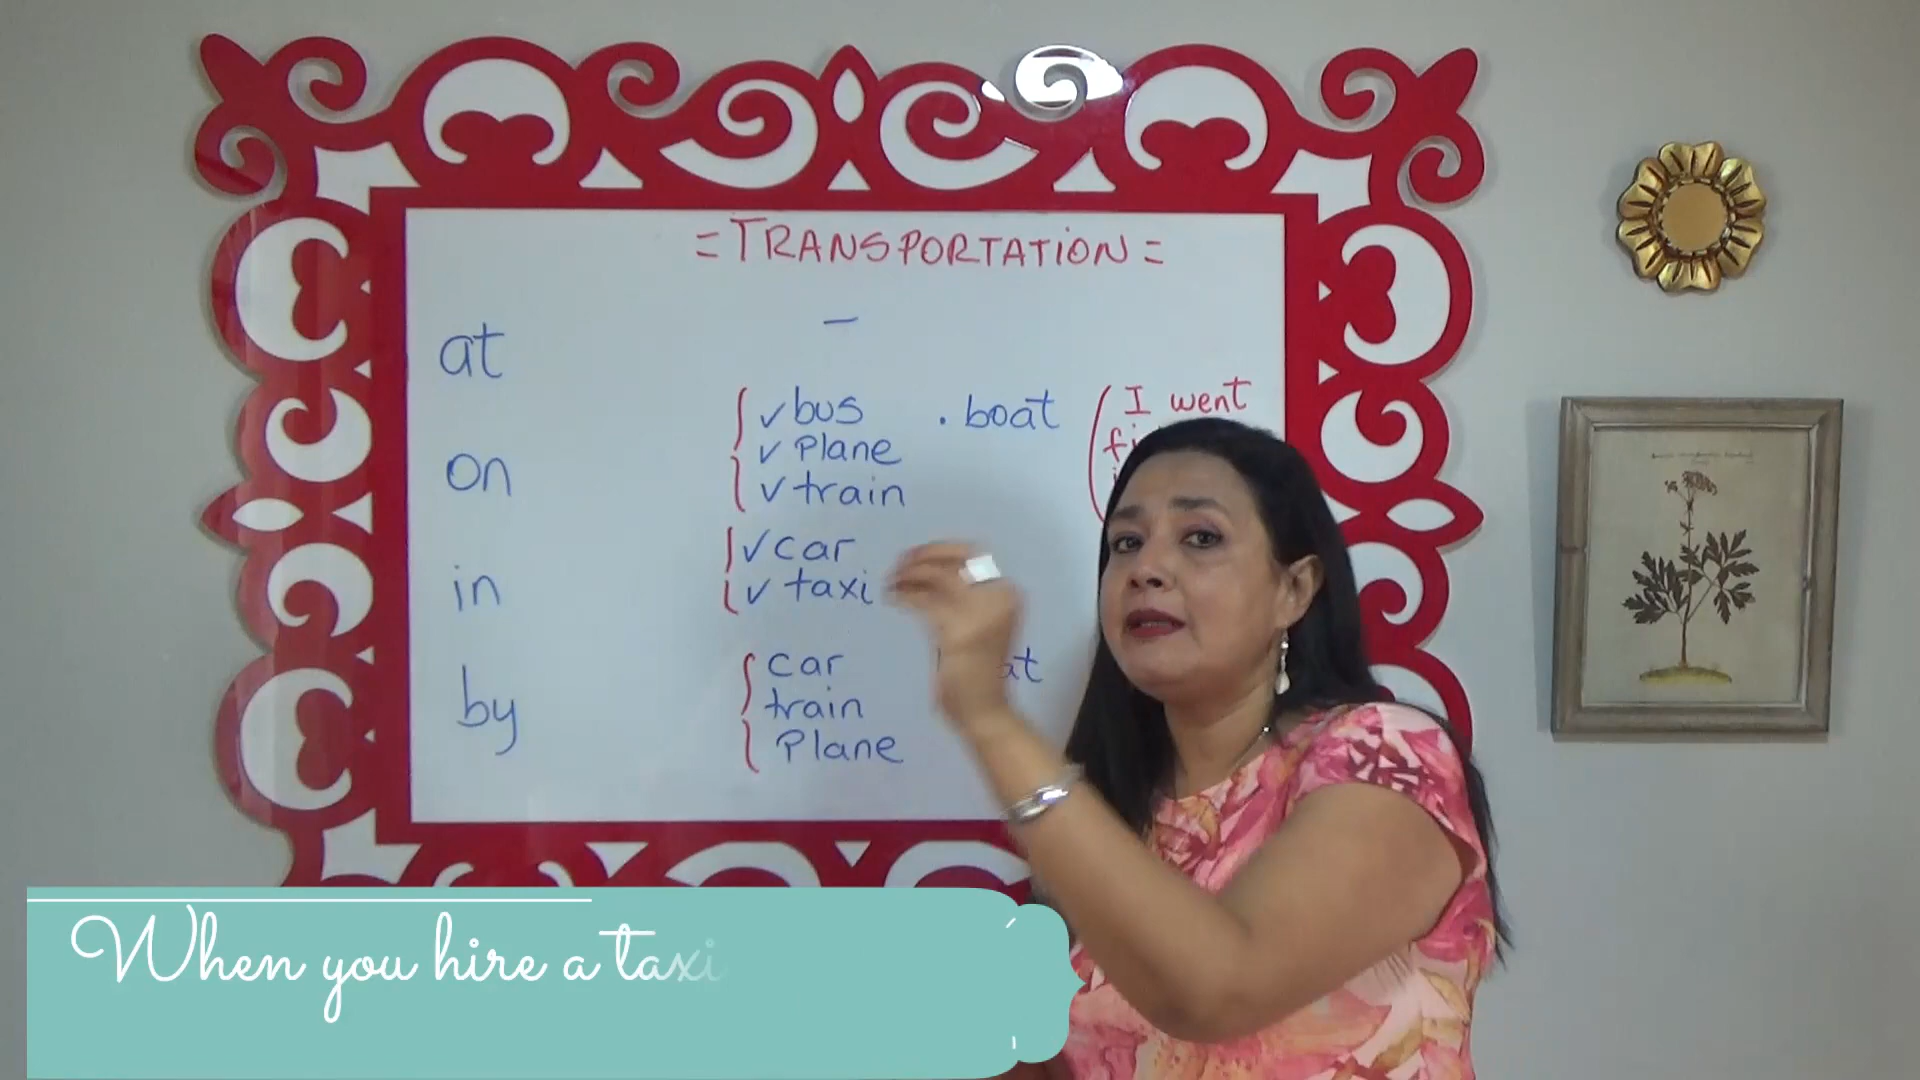 = TRANSPORTATION =
at
—
on
✓ bus
✓ Plane
✓ train
. boat
I went
in
✓ car
✓ taxi
by
car
train
Plane
When you hire a taxi